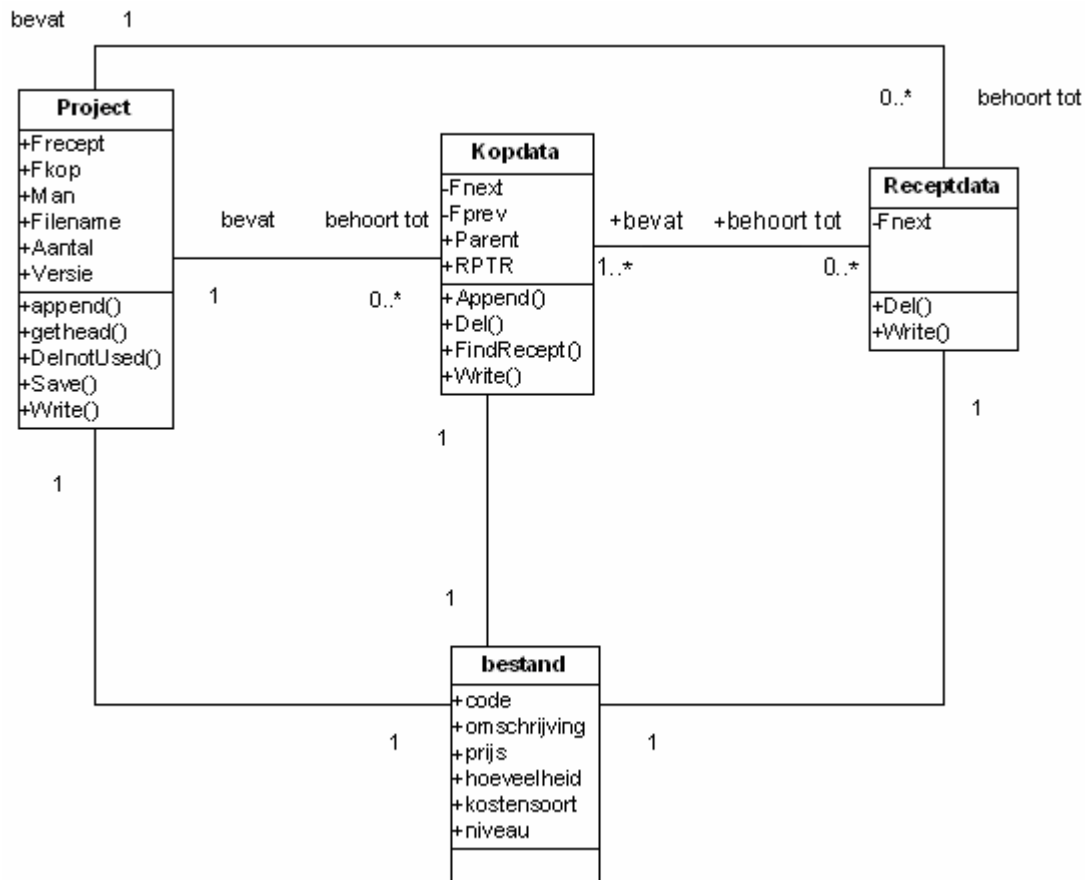 bevat 1
0..* behoort tot
Project
+Frecept
+Fkop
+Man
+Filename
+Aantal
+Versie
+append()
+gethead()
+DelnotUsed()
+Save()
+Write()
bevat behoort tot
1 0..*
Kopdata
-Fnext
-Fprev
+Parent
+RPTR
+Append()
+Del()
+FindRecept()
+Write()
+bevat +behoort tot
1..* 0..*
Receptdata
-Fnext
+Del()
+Write()
1
1
1
1
1
1
bestand
+code
+omschrijving
+prijs
+hoeveelheid
+kostensoort
+niveau